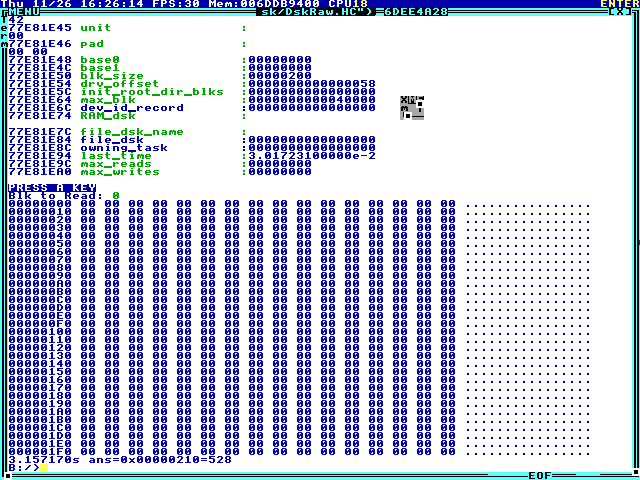 Thu 11/26 16:26:14 FPS:30 Mem:006DDB9400 CPU18 ENTER
MENU sk/DskRaw.HC") 6DEE4A28 [X]
Term
42
77E81E45 unit :
00
77E81E46 pad :
00 00
77E81E48 base0 :00000000
77E81E4C base1 :00000000
77E81E50 blk_size :00000200
77E81E54 drv_offset :0000000000000058
77E81E5C init_root_dir_blks :0000000000000000
77E81E64 max_blk :0000000000040000
77E81E6C dev_id_record :0000000000000000
77E81E74 RAM_dsk :
77E81E7C file_dsk_name :
77E81E84 file_dsk :0000000000000000
77E81E8C owning_task :0000000000000000
77E81E94 last_time :3.01723100000e-2
77E81E9C max_reads :00000000
77E81EA0 max_writes :00000000
PRESS A KEY
Blk to Read: 0
00000000 00 00 00 00 00 00 00 00 00 00 00 00 00 00 00 00 ................
00000010 00 00 00 00 00 00 00 00 00 00 00 00 00 00 00 00 ................
00000020 00 00 00 00 00 00 00 00 00 00 00 00 00 00 00 00 ................
00000030 00 00 00 00 00 00 00 00 00 00 00 00 00 00 00 00 ................
00000040 00 00 00 00 00 00 00 00 00 00 00 00 00 00 00 00 ................
00000050 00 00 00 00 00 00 00 00 00 00 00 00 00 00 00 00 ................
00000060 00 00 00 00 00 00 00 00 00 00 00 00 00 00 00 00 ................
00000070 00 00 00 00 00 00 00 00 00 00 00 00 00 00 00 00 ................
00000080 00 00 00 00 00 00 00 00 00 00 00 00 00 00 00 00 ................
00000090 00 00 00 00 00 00 00 00 00 00 00 00 00 00 00 00 ................
000000A0 00 00 00 00 00 00 00 00 00 00 00 00 00 00 00 00 ................
000000B0 00 00 00 00 00 00 00 00 00 00 00 00 00 00 00 00 ................
000000C0 00 00 00 00 00 00 00 00 00 00 00 00 00 00 00 00 ................
000000D0 00 00 00 00 00 00 00 00 00 00 00 00 00 00 00 00 ................
000000E0 00 00 00 00 00 00 00 00 00 00 00 00 00 00 00 00 ................
000000F0 00 00 00 00 00 00 00 00 00 00 00 00 00 00 00 00 ................
00000100 00 00 00 00 00 00 00 00 00 00 00 00 00 00 00 00 ................
00000110 00 00 00 00 00 00 00 00 00 00 00 00 00 00 00 00 ................
00000120 00 00 00 00 00 00 00 00 00 00 00 00 00 00 00 00 ................
00000130 00 00 00 00 00 00 00 00 00 00 00 00 00 00 00 00 ................
00000140 00 00 00 00 00 00 00 00 00 00 00 00 00 00 00 00 ................
00000150 00 00 00 00 00 00 00 00 00 00 00 00 00 00 00 00 ................
00000160 00 00 00 00 00 00 00 00 00 00 00 00 00 00 00 00 ................
00000170 00 00 00 00 00 00 00 00 00 00 00 00 00 00 00 00 ................
00000180 00 00 00 00 00 00 00 00 00 00 00 00 00 00 00 00 ................
00000190 00 00 00 00 00 00 00 00 00 00 00 00 00 00 00 00 ................
000001A0 00 00 00 00 00 00 00 00 00 00 00 00 00 00 00 00 ................
000001B0 00 00 00 00 00 00 00 00 00 00 00 00 00 00 00 00 ................
000001C0 00 00 00 00 00 00 00 00 00 00 00 00 00 00 00 00 ................
000001D0 00 00 00 00 00 00 00 00 00 00 00 00 00 00 00 00 ................
000001E0 00 00 00 00 00 00 00 00 00 00 00 00 00 00 00 00 ................
000001F0 00 00 00 00 00 00 00 00 00 00 00 00 00 00 00 00 ................
3.157170s ans=0x00000210=528
B:/>
EOF